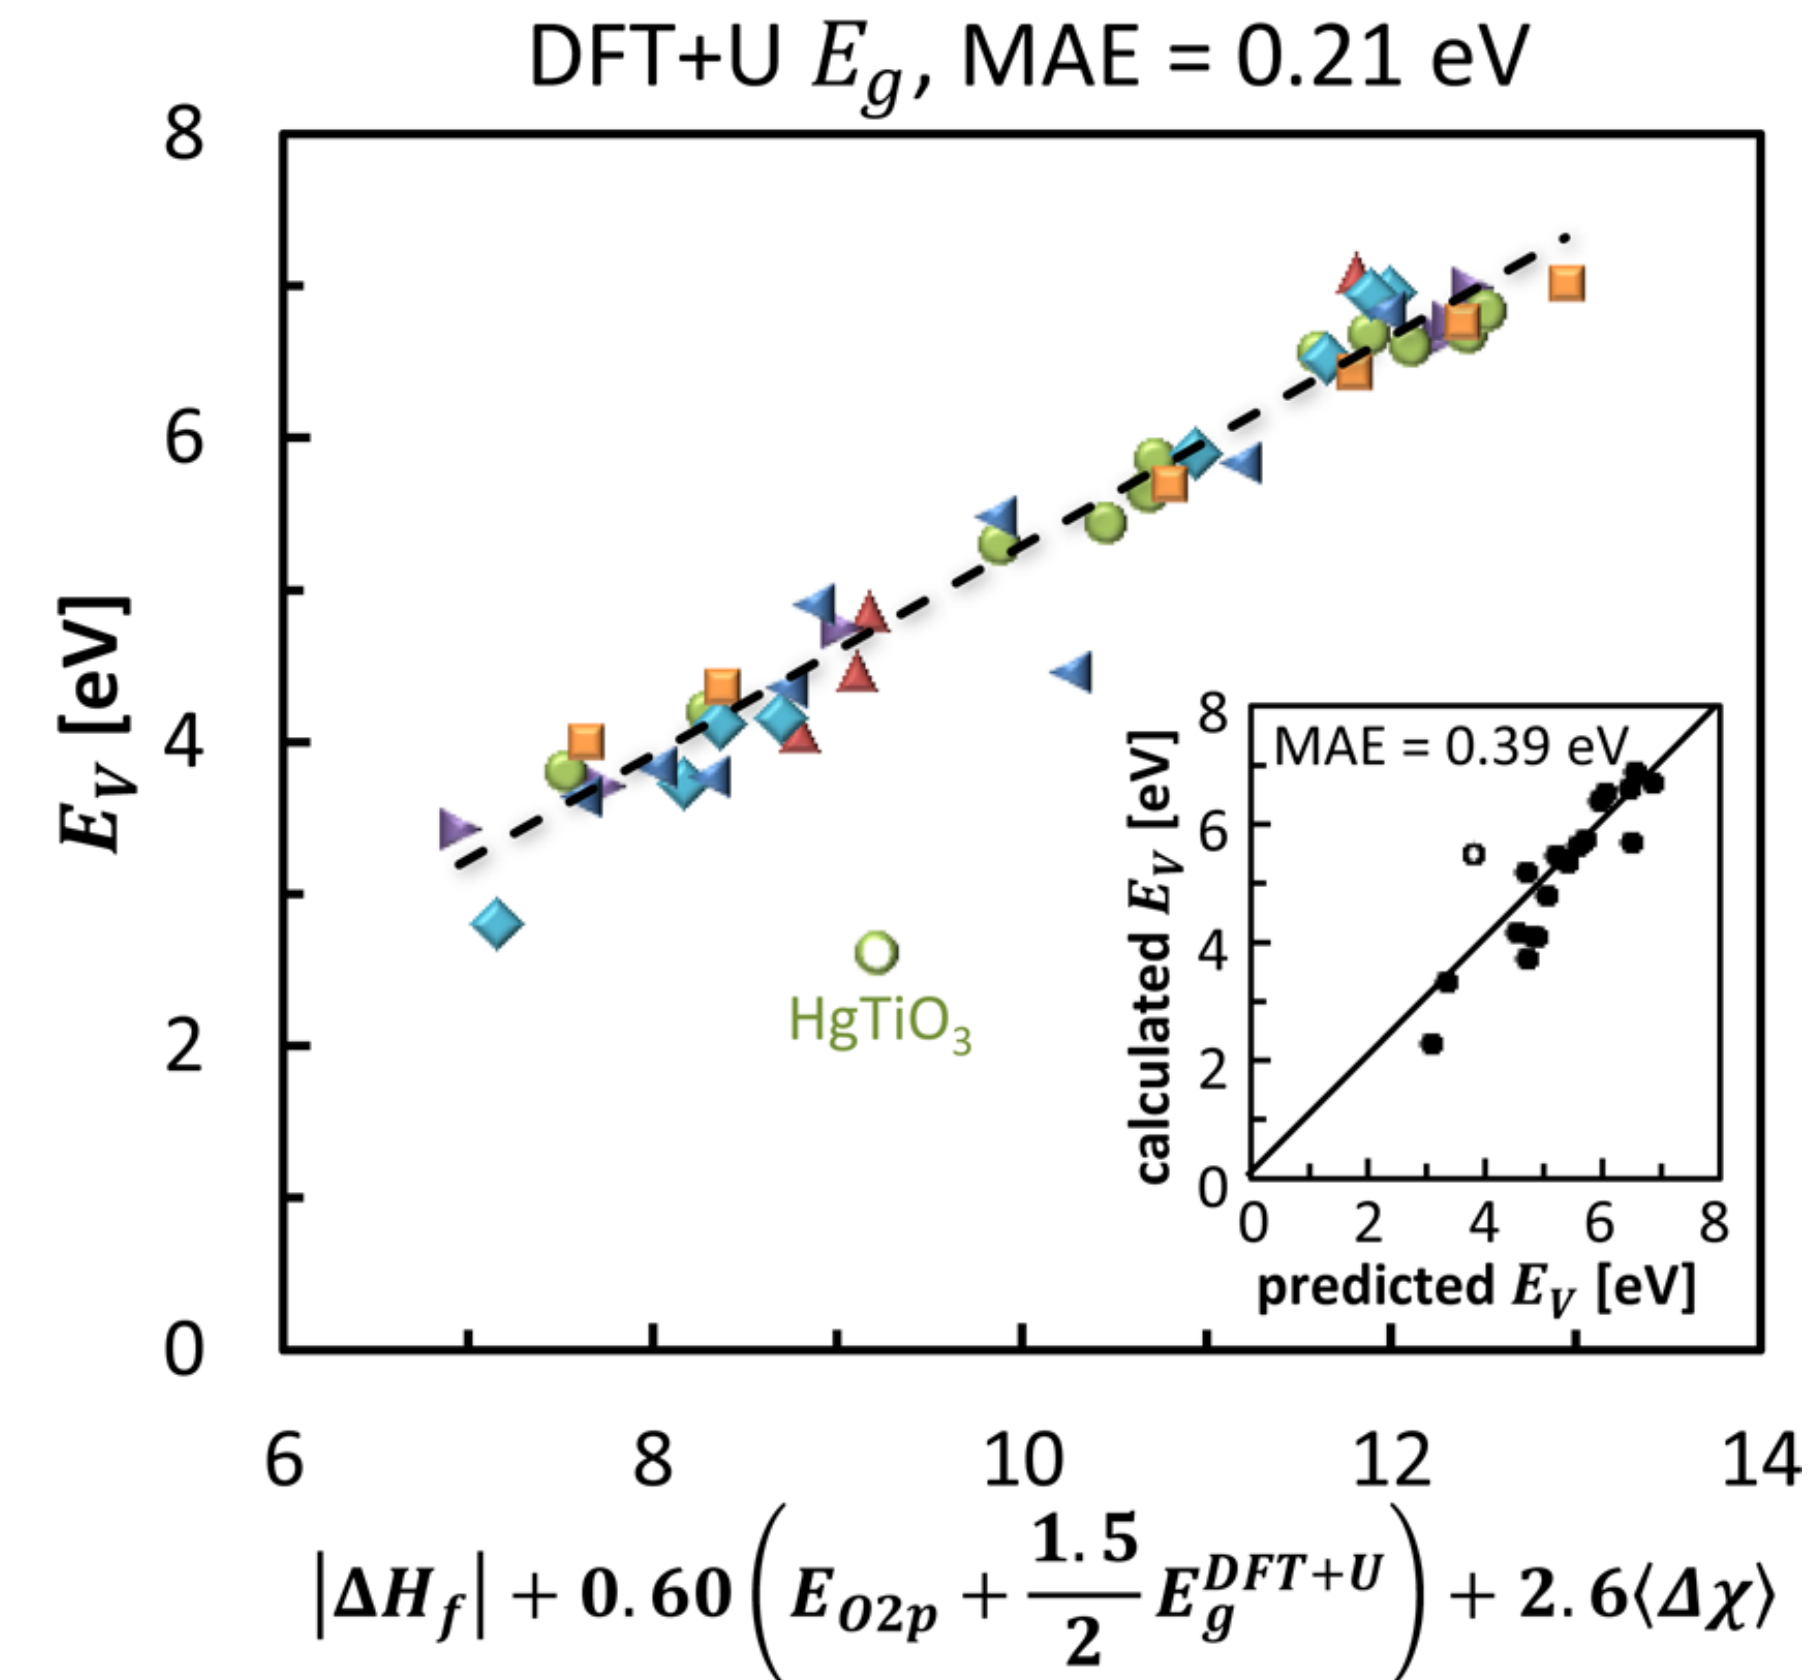 DFT+U E_g, MAE = 0.21 eV
8
6
4
2
0
E_V [eV]
HgTiO₃
8
6
4
2
0
calculated E_V [eV]
MAE = 0.39 eV
0 2 4 6 8
predicted E_V [eV]
6 8 10 12 14
|ΔH_f| + 0.60 (E_{O2p} + 1.5/2 E_g^{DFT+U}) + 2.6⟨Δχ⟩